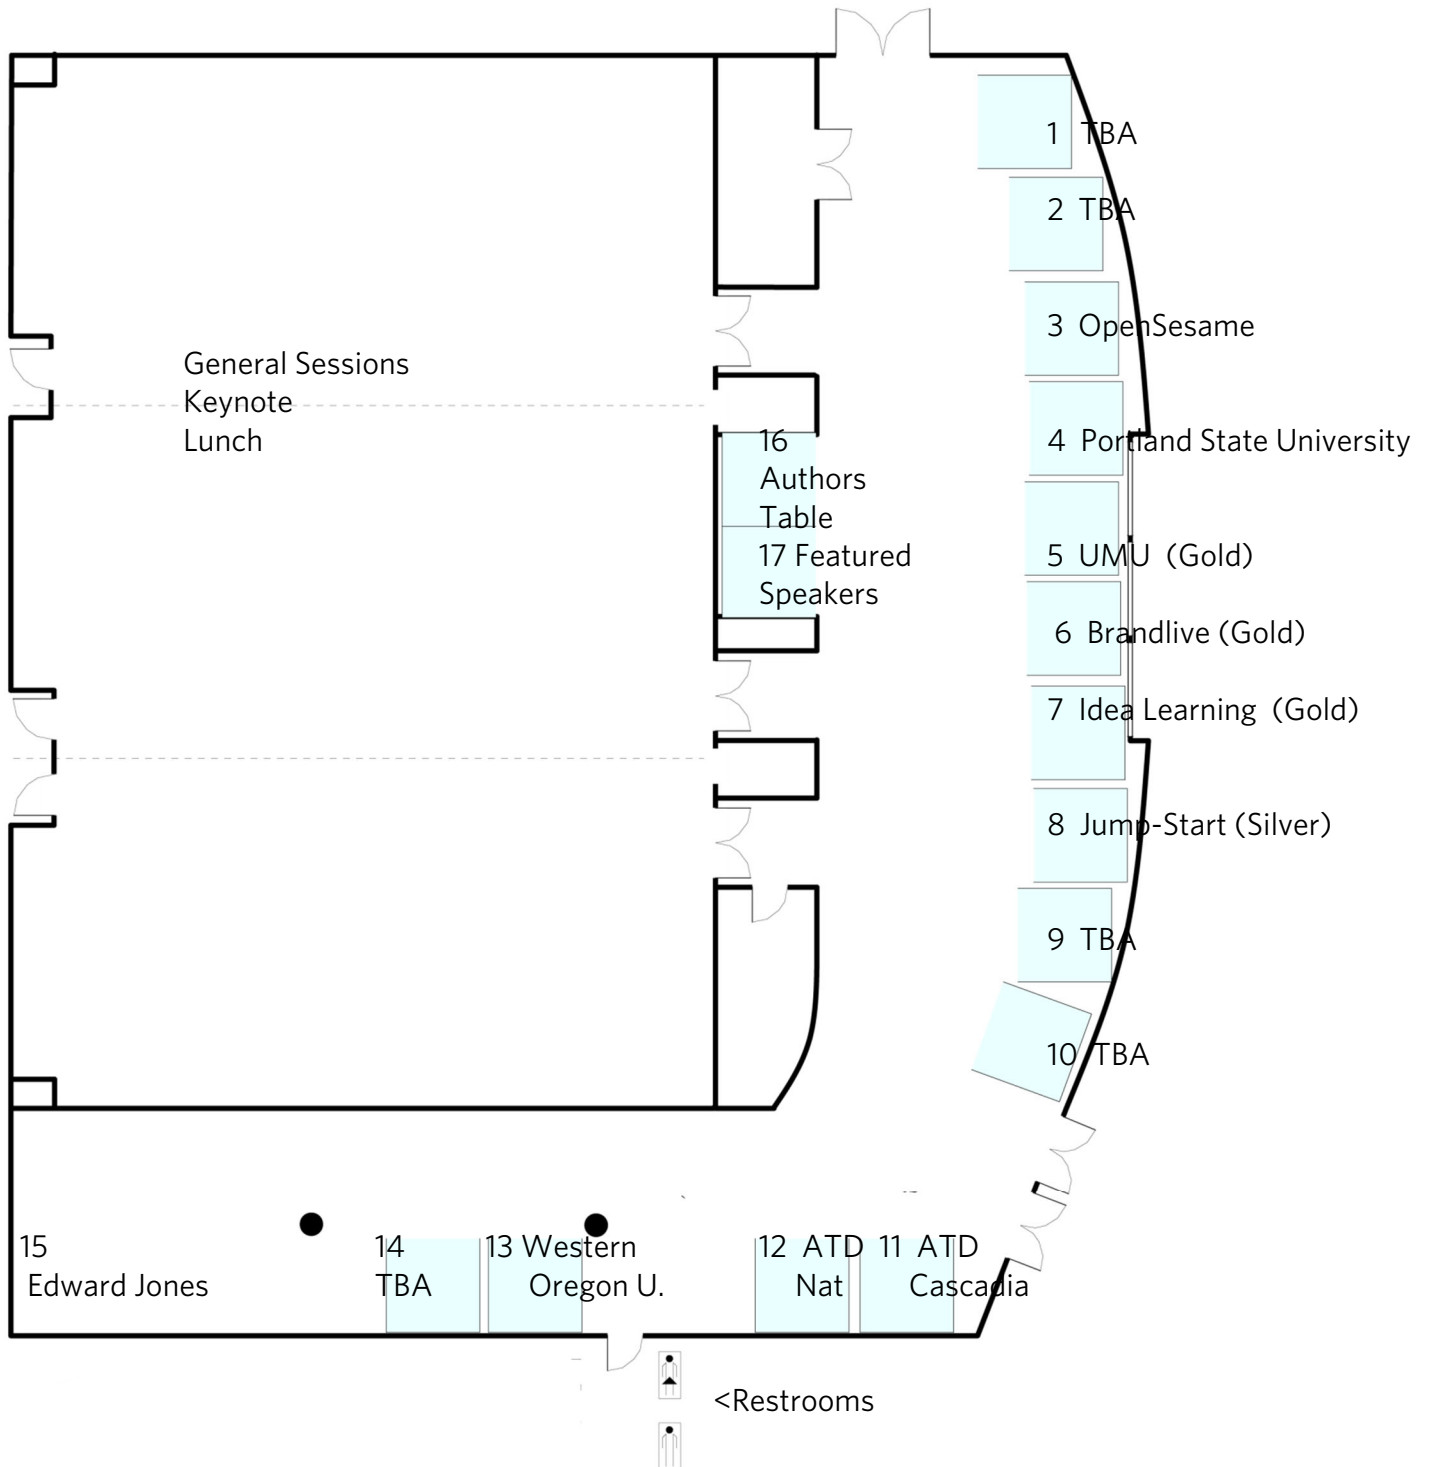 1 TBA
2 TBA
3 OpenSesame
General Sessions
Keynote
Lunch
16
Authors
Table
17 Featured
Speakers
4 Portland State University
5 UMU (Gold)
6 Brandlive (Gold)
7 Idea Learning (Gold)
8 Jump-Start (Silver)
9 TBA
10 TBA
15
Edward Jones
14
TBA
13 Western
Oregon U.
12 ATD
Nat
11 ATD
Cascadia
<Restrooms